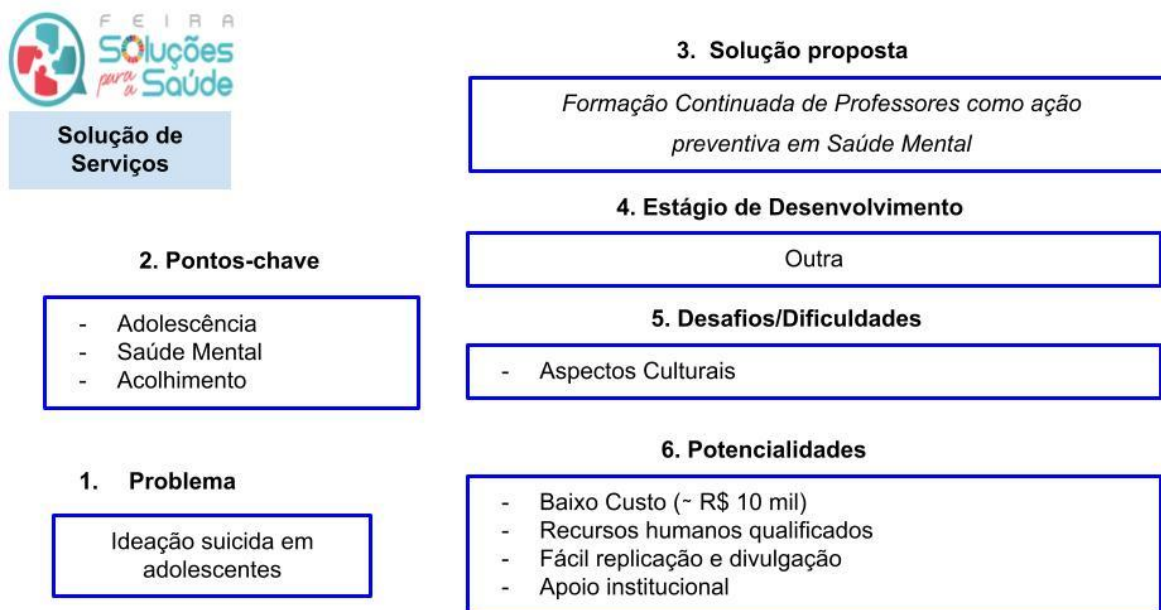 FEIRA
Soluções
para a Saúde
Solução de
Serviços
3. Solução proposta
Formação Continuada de Professores como ação
preventiva em Saúde Mental
4. Estágio de Desenvolvimento
Outra
2. Pontos-chave
- Adolescência
- Saúde Mental
- Acolhimento
5. Desafios/Dificuldades
- Aspectos Culturais
1. Problema
Ideação suicida em
adolescentes
6. Potencialidades
- Baixo Custo (~ R$ 10 mil)
- Recursos humanos qualificados
- Fácil replicação e divulgação
- Apoio institucional